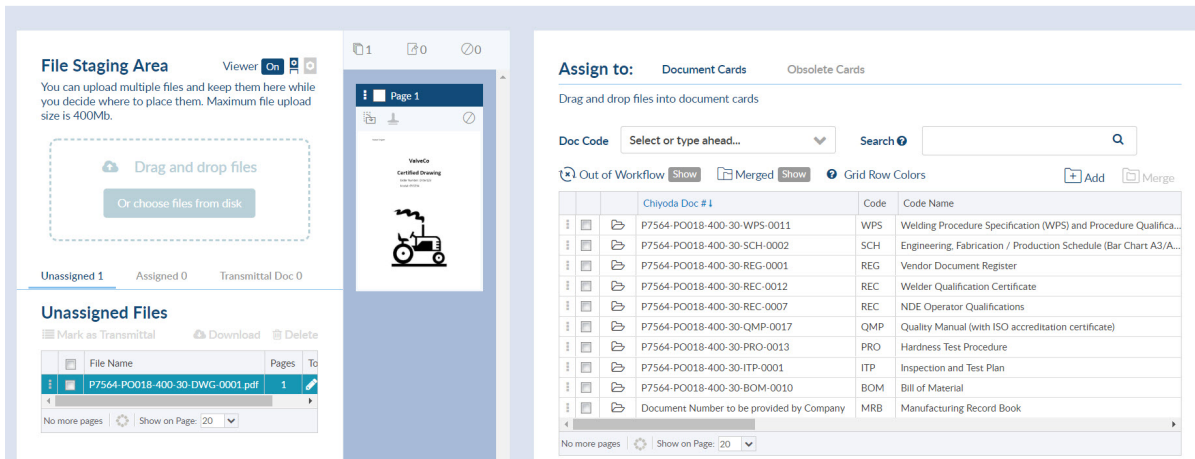 File Staging Area
Viewer On
You can upload multiple files and keep them here while
you decide where to place them. Maximum file upload
size is 400Mb.
Drag and drop files
Or choose files from disk
Unassigned 1 Assigned 0 Transmittal Doc 0
Unassigned Files
Mark as Transmittal Download Delete
File Name Pages To
P7564-PO018-400-30-DWG-0001.pdf 1
No more pages Show on Page: 20
1 0 0
Page 1
ValveCo
Certified Drawing
Assign to: Document Cards Obsolete Cards
Drag and drop files into document cards
Doc Code Select or type ahead... Search
Out of Workflow Show Merged Show Grid Row Colors Add Merge
Chiyoda Doc # Code Code Name
P7564-PO018-400-30-WPS-0011 WPS Welding Procedure Specification (WPS) and Procedure Qualifica...
P7564-PO018-400-30-SCH-0002 SCH Engineering, Fabrication / Production Schedule (Bar Chart A3/A...
P7564-PO018-400-30-REG-0001 REG Vendor Document Register
P7564-PO018-400-30-REC-0012 REC Welder Qualification Certificate
P7564-PO018-400-30-REC-0007 REC NDE Operator Qualifications
P7564-PO018-400-30-QMP-0017 QMP Quality Manual (with ISO accreditation certificate)
P7564-PO018-400-30-PRO-0013 PRO Hardness Test Procedure
P7564-PO018-400-30-ITP-0001 ITP Inspection and Test Plan
P7564-PO018-400-30-BOM-0010 BOM Bill of Material
Document Number to be provided by Company MRB Manufacturing Record Book
No more pages Show on Page: 20